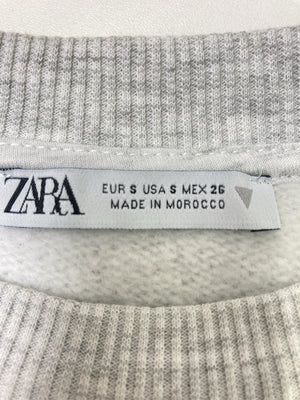 ZARA
EUR S USA S MEX 26
MADE IN MOROCCO